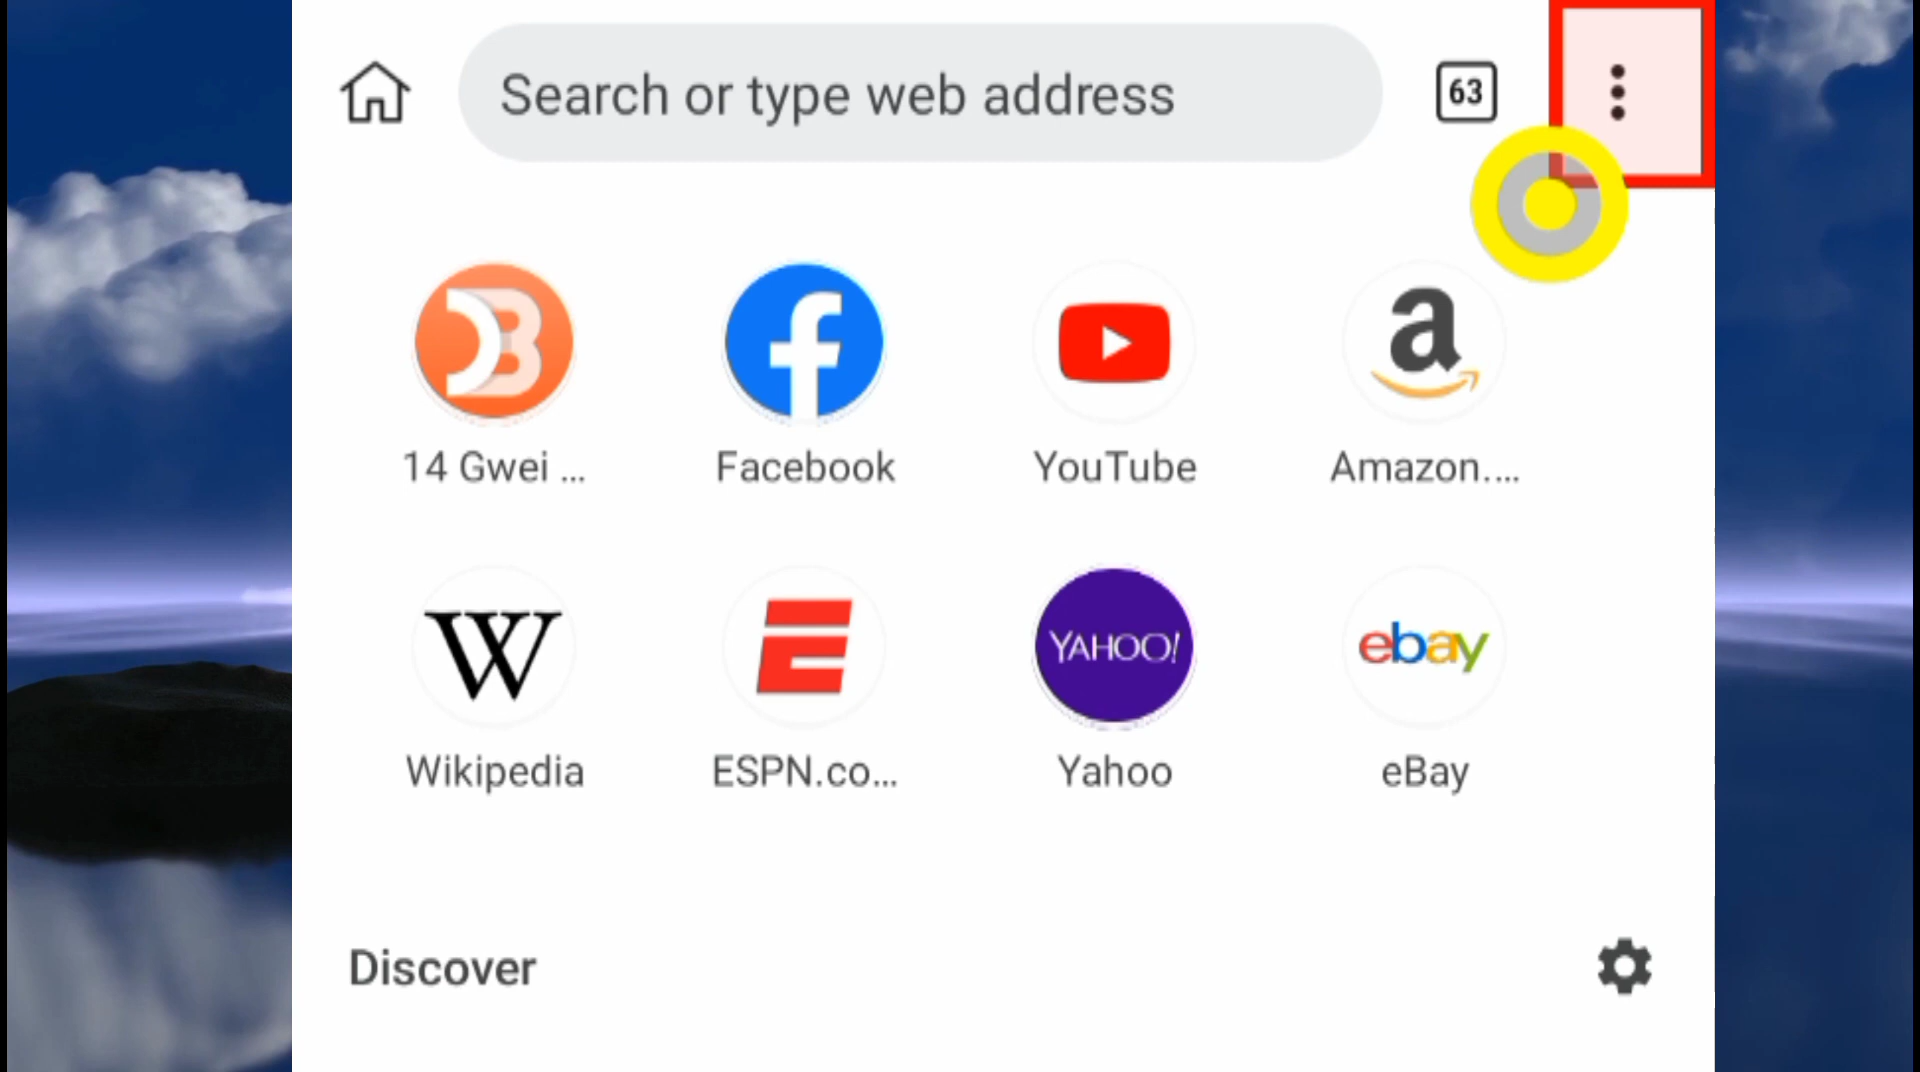 Search or type web address
63
14 Gwei ...
Facebook
YouTube
Amazon....
W
YAHOO!
ebay
Wikipedia
ESPN.co...
Yahoo
eBay
Discover